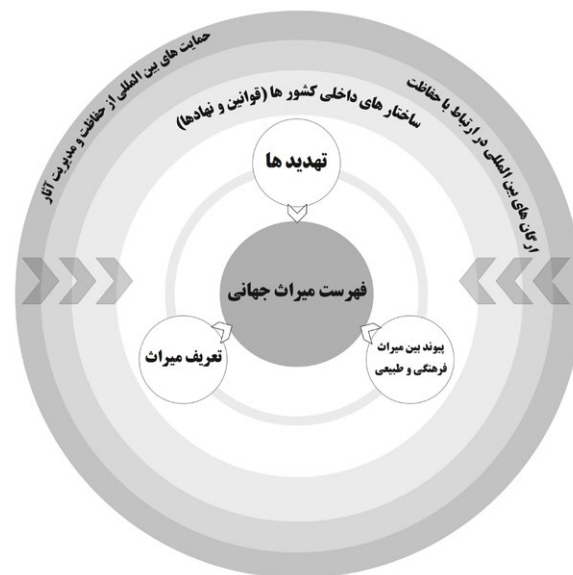 حمایت های بین المللی از حفاظت و مدیریت آثار
ارگان های بین المللی در ارتباط با حفاظت
ساختار های داخلی کشور ها (قوانین و نهادها)
تهدید ها
فهرست میراث جهانی
پیوند بین میراث
فرهنگی و طبیعی
تعریف میراث